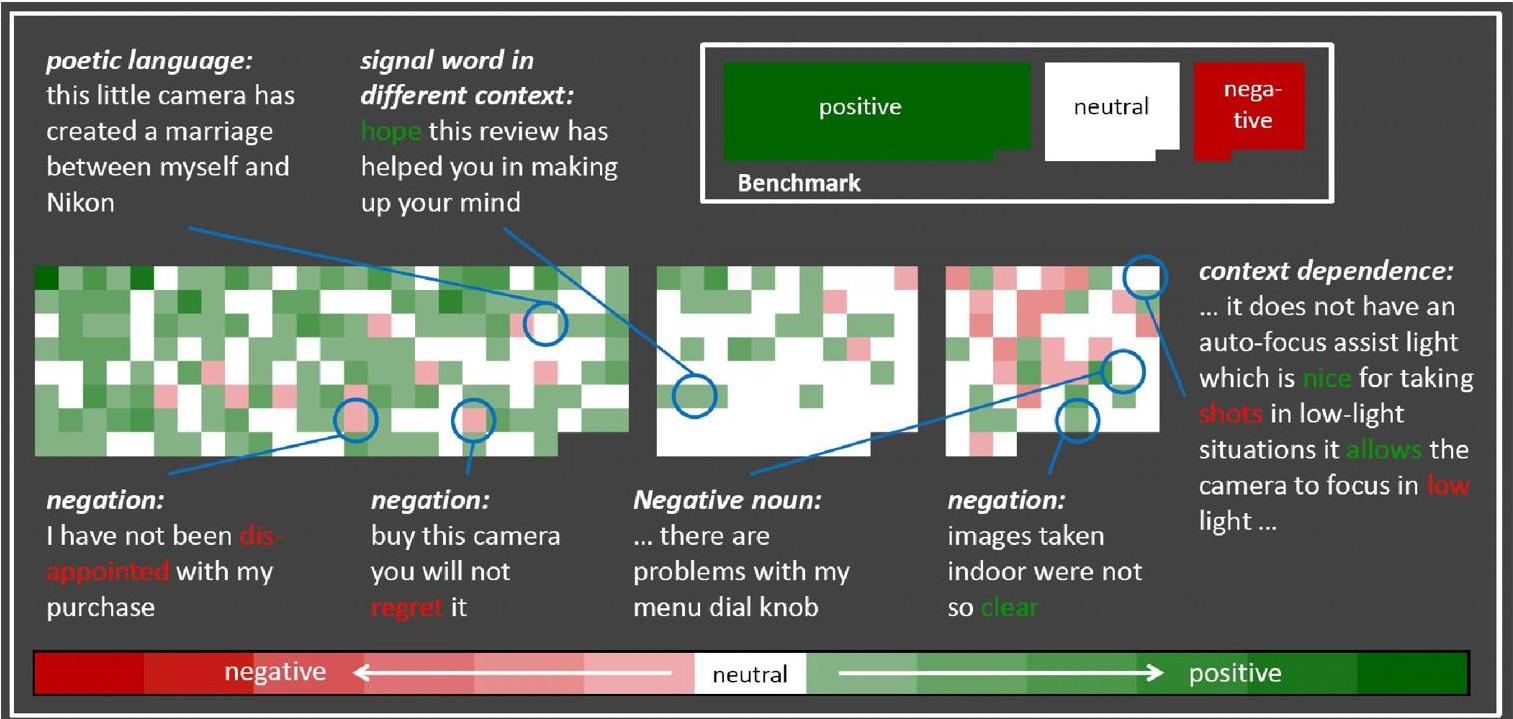 poetic language:
this little camera has
created a marriage
between myself and
Nikon
signal word in
different context:
hope this review has
helped you in making
up your mind
positive
neutral
nega-
tive
Benchmark
context dependence:
... it does not have an
auto-focus assist light
which is nice for taking
shots in low-light
situations it allows the
camera to focus in low
light ...
negation:
I have not been dis-
appointed with my
purchase
negation:
buy this camera
you will not
regret it
Negative noun:
... there are
problems with my
menu dial knob
negation:
images taken
indoor were not
so clear
negative
neutral
positive